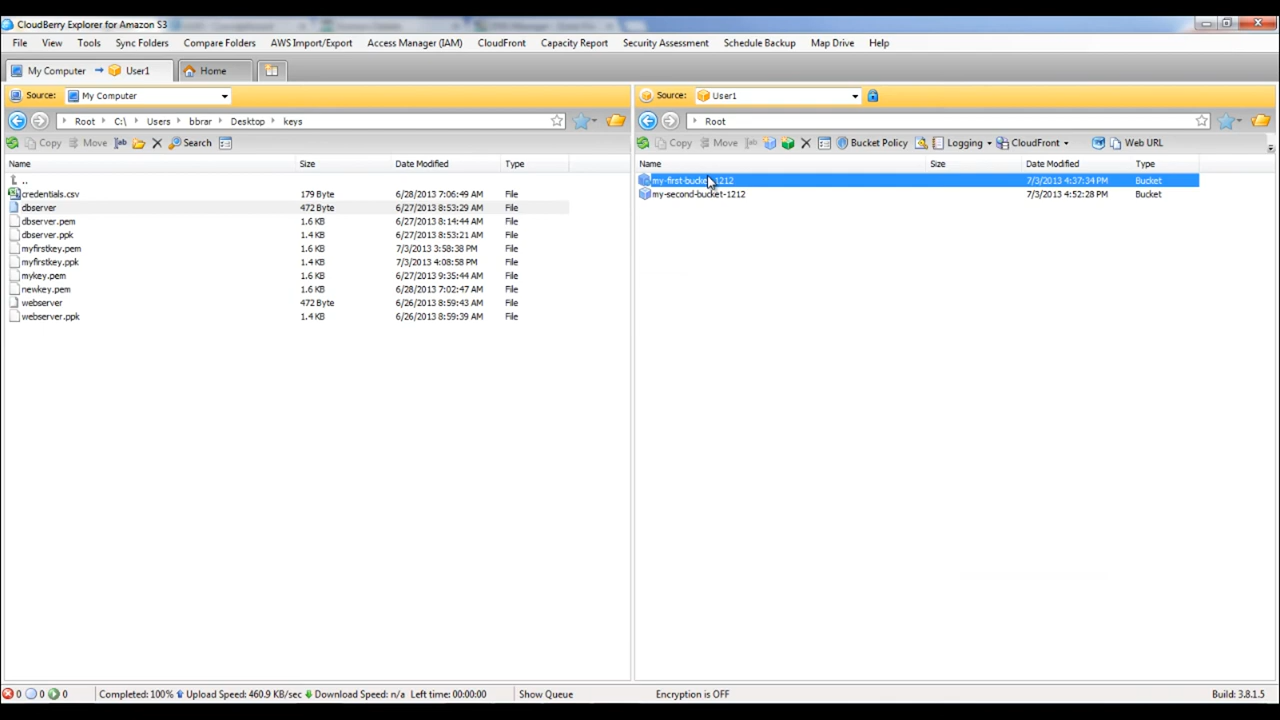 CloudBerry Explorer for Amazon S3
File View Tools Sync Folders Compare Folders AWS Import/Export Access Manager (IAM) CloudFront Capacity Report Security Assessment Schedule Backup Map Drive Help
My Computer User1 Home
Source: My Computer
Root C:\ Users bbrar Desktop keys
Copy Move Search
Name Size Date Modified Type
..
credentials.csv 179 Byte 6/28/2013 7:06:49 AM File
dbserver 472 Byte 6/27/2013 8:53:29 AM File
dbserver.pem 1.6 KB 6/27/2013 8:14:44 AM File
dbserver.ppk 1.4 KB 6/27/2013 8:53:21 AM File
myfirstkey.pem 1.6 KB 7/3/2013 3:58:38 PM File
myfirstkey.ppk 1.4 KB 7/3/2013 4:08:58 PM File
mykey.pem 1.6 KB 6/27/2013 9:35:44 AM File
newkey.pem 1.6 KB 6/28/2013 7:02:47 AM File
webserver 472 Byte 6/26/2013 8:59:43 AM File
webserver.ppk 1.4 KB 6/26/2013 8:59:39 AM File
Source: User1
Root
Copy Move Bucket Policy Logging CloudFront Web URL
Name Size Date Modified Type
my-first-bucket-1212 7/3/2013 4:37:34 PM Bucket
my-second-bucket-1212 7/3/2013 4:52:28 PM Bucket
0 0 0 Completed: 100% Upload Speed: 460.9 KB/sec Download Speed: n/a Left time: 00:00:00 Show Queue Encryption is OFF Build: 3.8.1.5